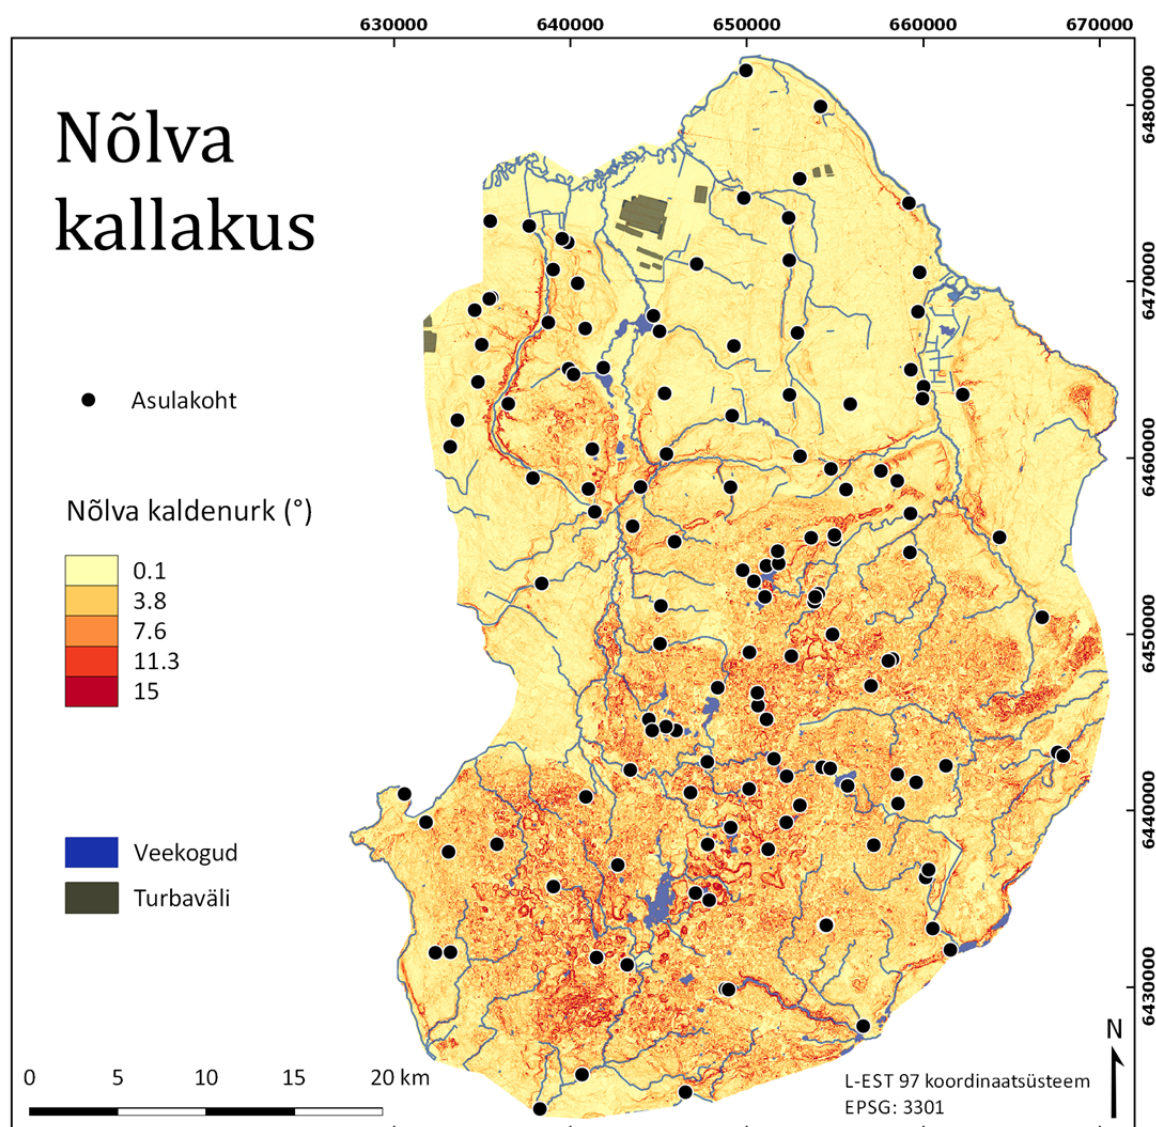 630000 640000 650000 660000 670000
Nõlva
kallakus
Asulakoht
Nõlva kaldenurk (°)
0.1
3.8
7.6
11.3
15
Veekogud
Turbaväli
0 5 10 15 20 km
6480000
6470000
6460000
6450000
6440000
6430000
N
L-EST 97 koordinaatsüsteem
EPSG: 3301